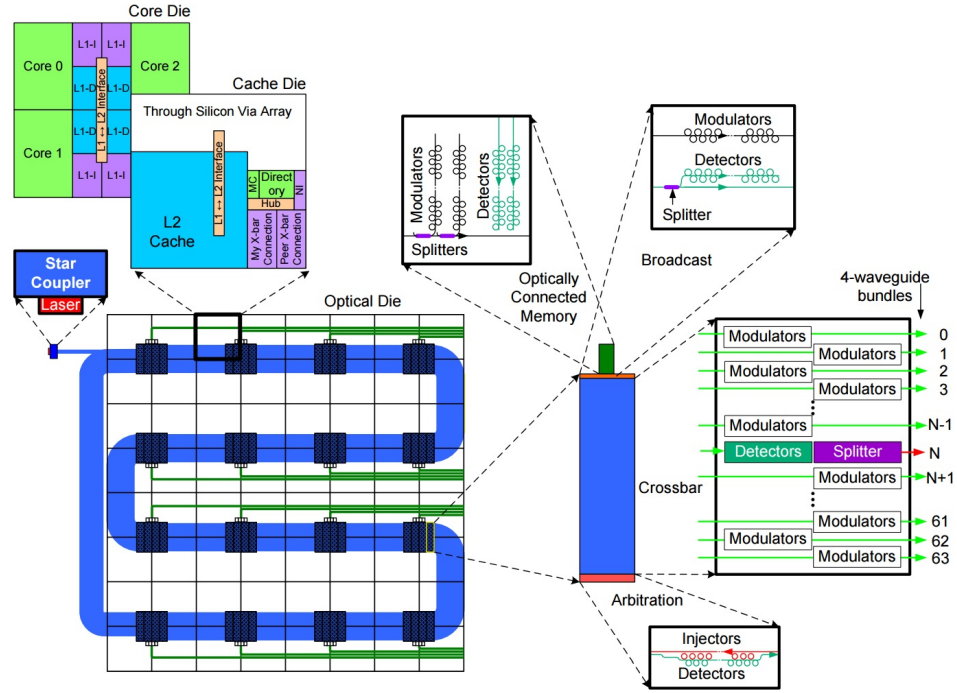 Core Die
Core 0
L1-I
L1-I
Core 2
L1-D
L1-D
L1 ↔ L2 Interface
Core 1
L1-D
L1-D
L1-I
L1-I
Cache Die
Through Silicon Via Array
L1 ↔ L2 Interface
L2
Cache
MC
Direct
ory
NI
Hub
My X-bar
Connection
Peer X-bar
Connection
Star
Coupler
Laser
Optical Die
Modulators
Detectors
Splitters
Optically
Connected
Memory
Modulators
Detectors
Splitter
Broadcast
4-waveguide
bundles
Modulators
0
Modulators
1
Modulators
2
Modulators
3
Modulators
N-1
Detectors
Splitter
N
Modulators
N+1
Modulators
61
Modulators
62
Modulators
63
Crossbar
Arbitration
Injectors
Detectors